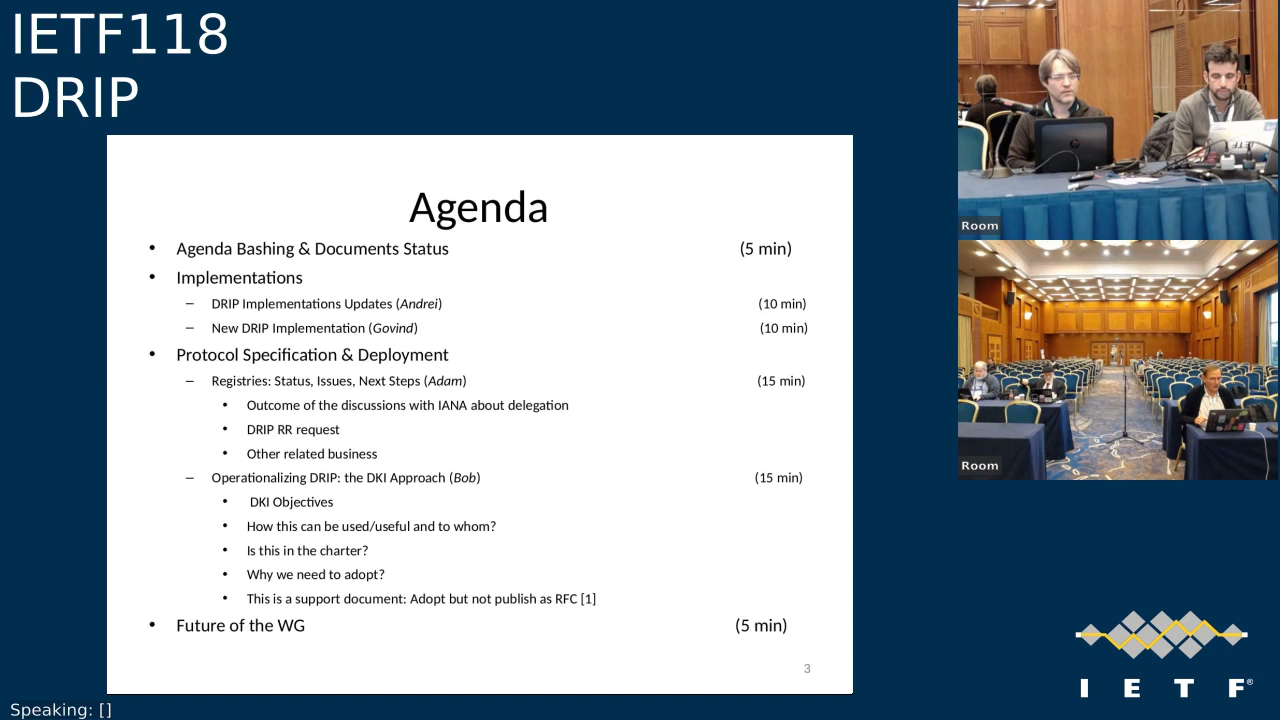 IETF118
DRIP
Agenda
• Agenda Bashing & Documents Status (5 min)
• Implementations
– DRIP Implementations Updates (Andrei) (10 min)
– New DRIP Implementation (Govind) (10 min)
• Protocol Specification & Deployment
– Registries: Status, Issues, Next Steps (Adam) (15 min)
• Outcome of the discussions with IANA about delegation
• DRIP RR request
• Other related business
– Operationalizing DRIP: the DKI Approach (Bob) (15 min)
• DKI Objectives
• How this can be used/useful and to whom?
• Is this in the charter?
• Why we need to adopt?
• This is a support document: Adopt but not publish as RFC [1]
• Future of the WG (5 min)
3
Room
Room
I E T F®
Speaking: []